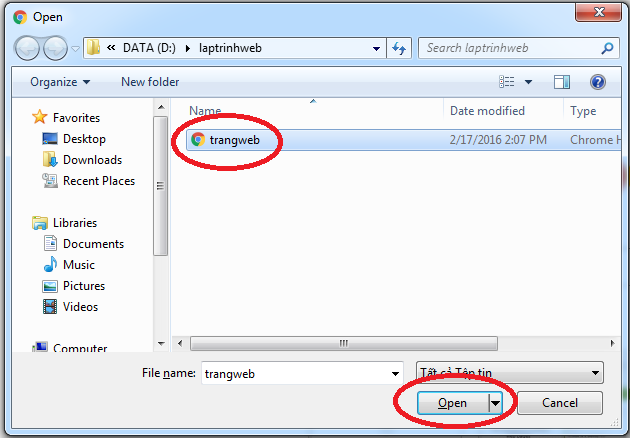 Open
« DATA (D:) laptrinhweb
Search laptrinhweb
Organize New folder
Name Date modified Type
Favorites
Desktop
Downloads
Recent Places
Libraries
Documents
Music
Pictures
Videos
Computer
trangweb 2/17/2016 2:07 PM Chrome H
File name: trangweb
Tất cả Tệp tin
Open Cancel